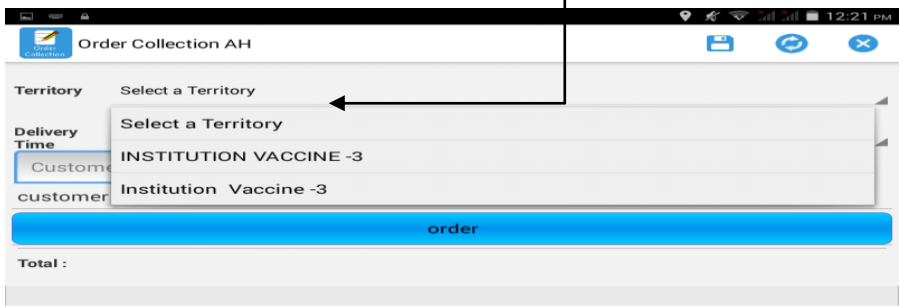 12:21 PM
Order Collection
Order Collection AH
Territory Select a Territory
Select a Territory
Delivery Time
INSTITUTION VACCINE -3
Custome
Institution Vaccine -3
customer
order
Total :